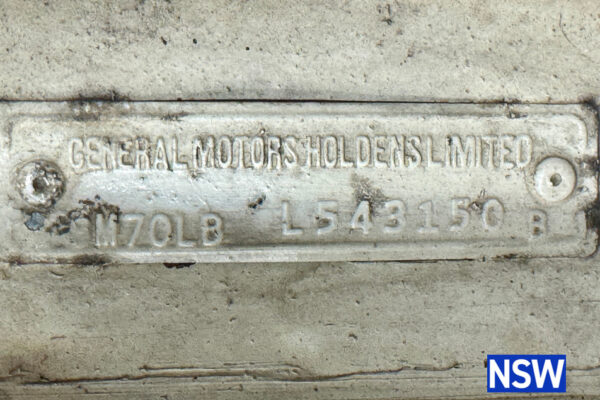 GENERAL MOTORS HOLDENS LIMITED
M70LB L543150 B
NSW